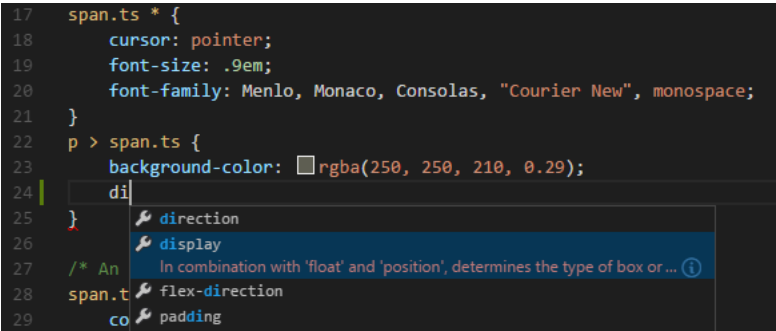 17 span.ts * {
18 cursor: pointer;
19 font-size: .9em;
20 font-family: Menlo, Monaco, Consolas, "Courier New", monospace;
21 }
22 p > span.ts {
23 background-color: rgba(250, 250, 210, 0.29);
24 di
25 } direction
26 display
27 /* An In combination with 'float' and 'position', determines the type of box or ...
28 span.t flex-direction
29 co padding